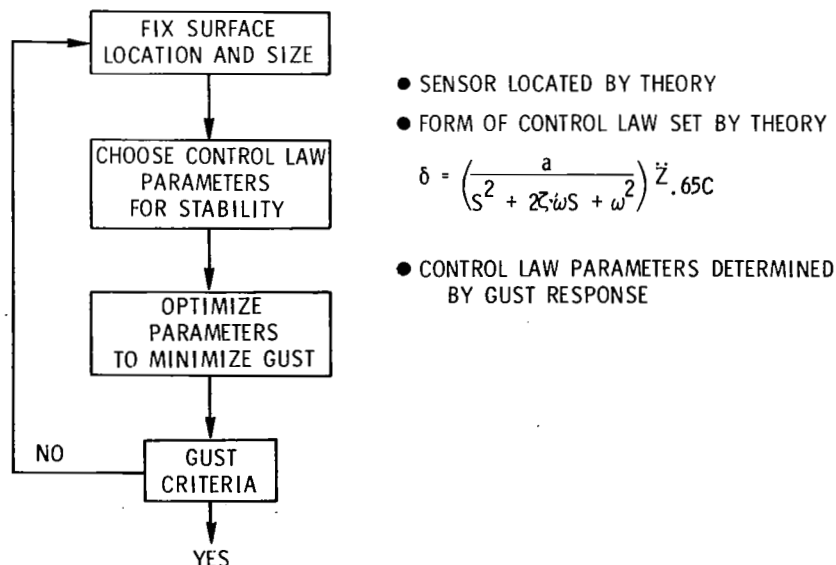 FIX SURFACE
LOCATION AND SIZE
CHOOSE CONTROL LAW
PARAMETERS
FOR STABILITY
OPTIMIZE
PARAMETERS
TO MINIMIZE GUST
GUST
CRITERIA
NO
YES
● SENSOR LOCATED BY THEORY
● FORM OF CONTROL LAW SET BY THEORY
δ = (a / (S² + 2ζωS + ω²)) Z̈.65C
● CONTROL LAW PARAMETERS DETERMINED
BY GUST RESPONSE